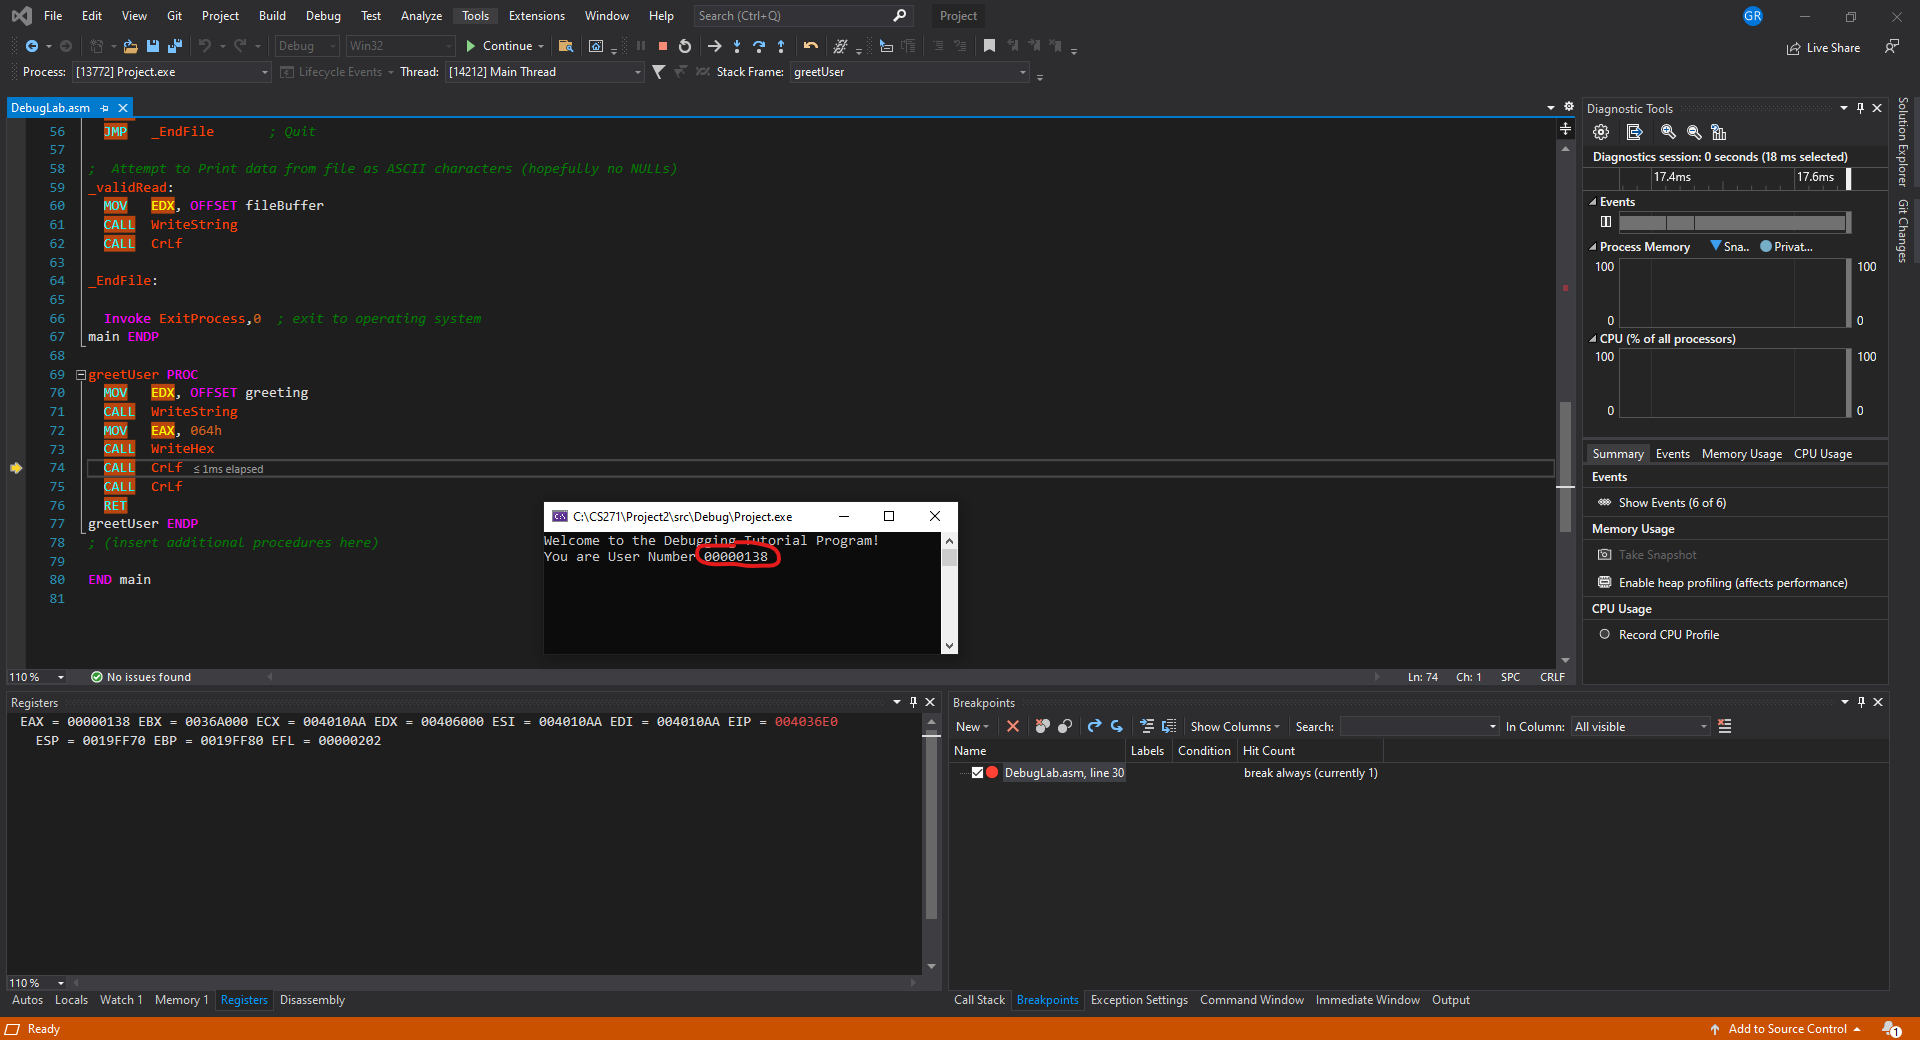 File Edit View Git Project Build Debug Test Analyze Tools Extensions Window Help Search (Ctrl+Q) Project GR
Debug Win32 Continue Live Share
Process: [13772] Project.exe Lifecycle Events Thread: [14212] Main Thread Stack Frame: greetUser
DebugLab.asm
56 JMP _EndFile ; Quit
57
58 ; Attempt to Print data from file as ASCII characters (hopefully no NULLs)
59 _validRead:
60 MOV EDX, OFFSET fileBuffer
61 CALL WriteString
62 CALL CrLf
63
64 _EndFile:
65
66 Invoke ExitProcess,0 ; exit to operating system
67 main ENDP
68
69 greetUser PROC
70 MOV EDX, OFFSET greeting
71 CALL WriteString
72 MOV EAX, 064h
73 CALL WriteHex
74 CALL CrLf ≤ 1ms elapsed
75 CALL CrLf
76 RET
77 greetUser ENDP
78 ; (insert additional procedures here)
79
80 END main
81
C:\CS271\Project2\src\Debug\Project.exe
Welcome to the Debugging Tutorial Program!
You are User Number 00000138
110 % No issues found Ln: 74 Ch: 1 SPC CRLF
Diagnostic Tools
Diagnostics session: 0 seconds (18 ms selected)
17.4ms 17.6ms
Events
Process Memory Sna.. Privat...
100 100
0 0
CPU (% of all processors)
100 100
0 0
Summary Events Memory Usage CPU Usage
Events
Show Events (6 of 6)
Memory Usage
Take Snapshot
Enable heap profiling (affects performance)
CPU Usage
Record CPU Profile
Solution Explorer
Git Changes
Registers
EAX = 00000138 EBX = 0036A000 ECX = 004010AA EDX = 00406000 ESI = 004010AA EDI = 004010AA EIP = 004036E0
ESP = 0019FF70 EBP = 0019FF80 EFL = 00000202
110 %
Autos Locals Watch 1 Memory 1 Registers Disassembly
Breakpoints
New Show Columns Search: In Column: All visible
Name Labels Condition Hit Count
DebugLab.asm, line 30 break always (currently 1)
Call Stack Breakpoints Exception Settings Command Window Immediate Window Output
Ready Add to Source Control 1